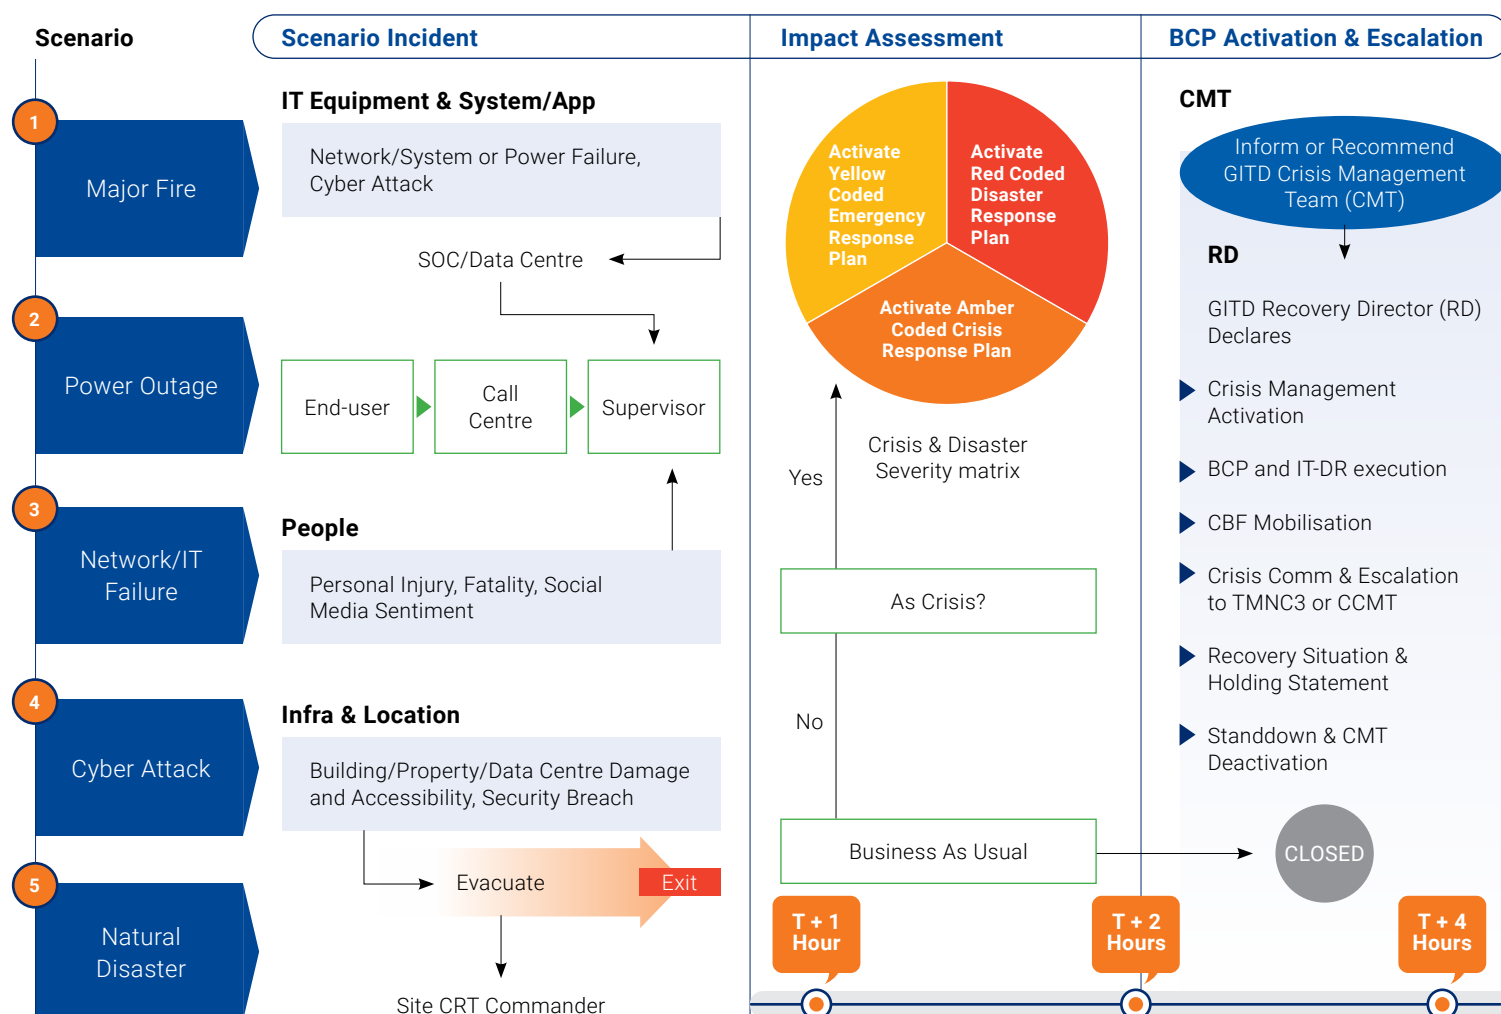 Scenario
Scenario Incident
Impact Assessment
BCP Activation & Escalation
1
Major Fire
2
Power Outage
3
Network/IT
Failure
4
Cyber Attack
5
Natural
Disaster
IT Equipment & System/App
Network/System or Power Failure,
Cyber Attack
SOC/Data Centre
End-user
Call
Centre
Supervisor
People
Personal Injury, Fatality, Social
Media Sentiment
Infra & Location
Building/Property/Data Centre Damage
and Accessibility, Security Breach
Evacuate
Exit
Site CRT Commander
Activate
Yellow
Coded
Emergency
Response
Plan
Activate
Red Coded
Disaster
Response
Plan
Activate Amber
Coded Crisis
Response Plan
Crisis & Disaster
Severity matrix
Yes
As Crisis?
No
Business As Usual
CMT
Inform or Recommend
GITD Crisis Management
Team (CMT)
RD
GITD Recovery Director (RD)
Declares
Crisis Management
Activation
BCP and IT-DR execution
CBF Mobilisation
Crisis Comm & Escalation
to TMNC3 or CCMT
Recovery Situation &
Holding Statement
Standdown & CMT
Deactivation
CLOSED
T + 1
Hour
T + 2
Hours
T + 4
Hours